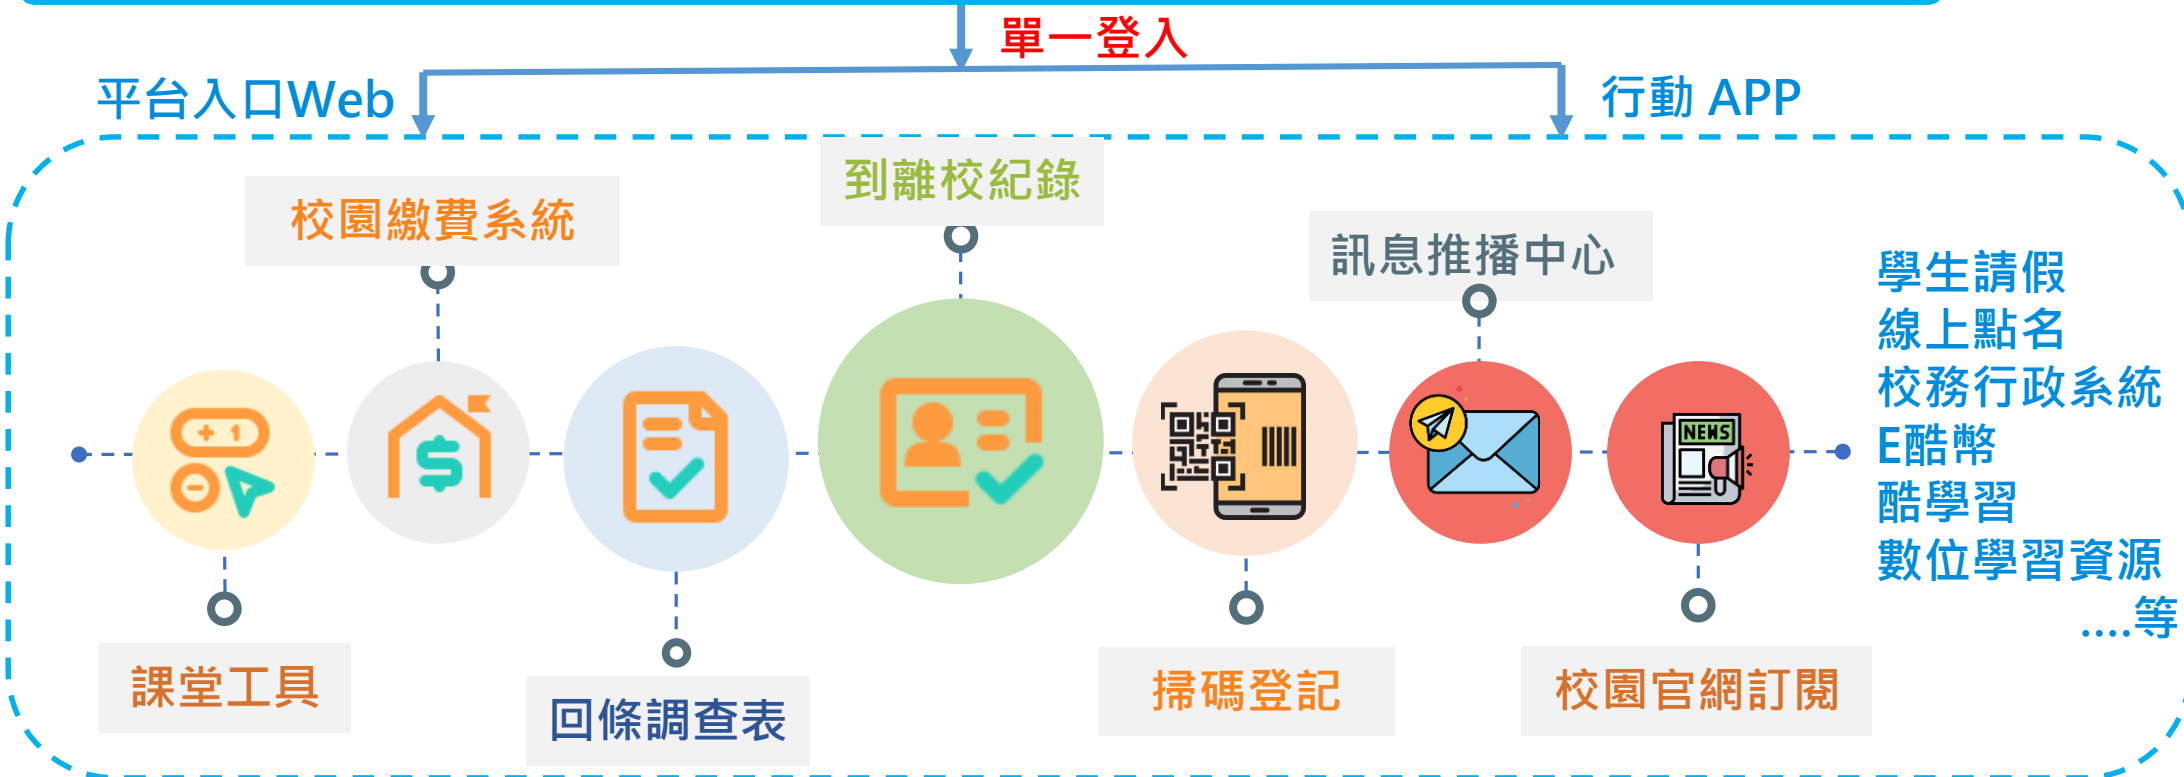 單一登入
平台入口Web
行動 APP
到離校紀錄
校園繳費系統
訊息推播中心
學生請假
線上點名
校務行政系統
E酷幣
酷學習
數位學習資源
....等
+ 1
NEWS
課堂工具
回條調查表
掃碼登記
校園官網訂閱